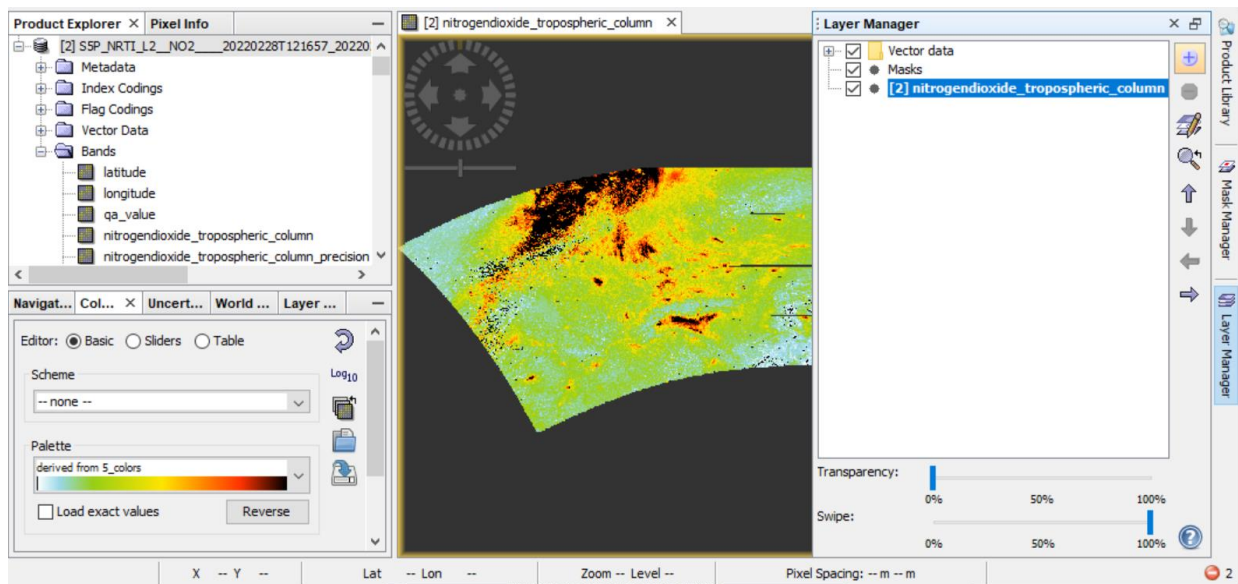 Product Explorer
Pixel Info
[2] S5P_NRTI_L2__NO2____20220228T121657_20220
Metadata
Index Codings
Flag Codings
Vector Data
Bands
latitude
longitude
qa_value
nitrogendioxide_tropospheric_column
nitrogendioxide_tropospheric_column_precision
Navigat... Col... Uncert... World ... Layer ...
Editor: Basic Sliders Table
Scheme
-- none --
Log10
Palette
derived from 5_colors
Load exact values
Reverse
[2] nitrogendioxide_tropospheric_column
Layer Manager
Vector data
Masks
[2] nitrogendioxide_tropospheric_column
Transparency:
0% 50% 100%
Swipe:
0% 50% 100%
Product Library
Mask Manager
Layer Manager
X -- Y -- Lat -- Lon -- Zoom -- Level -- Pixel Spacing: -- m -- m 2